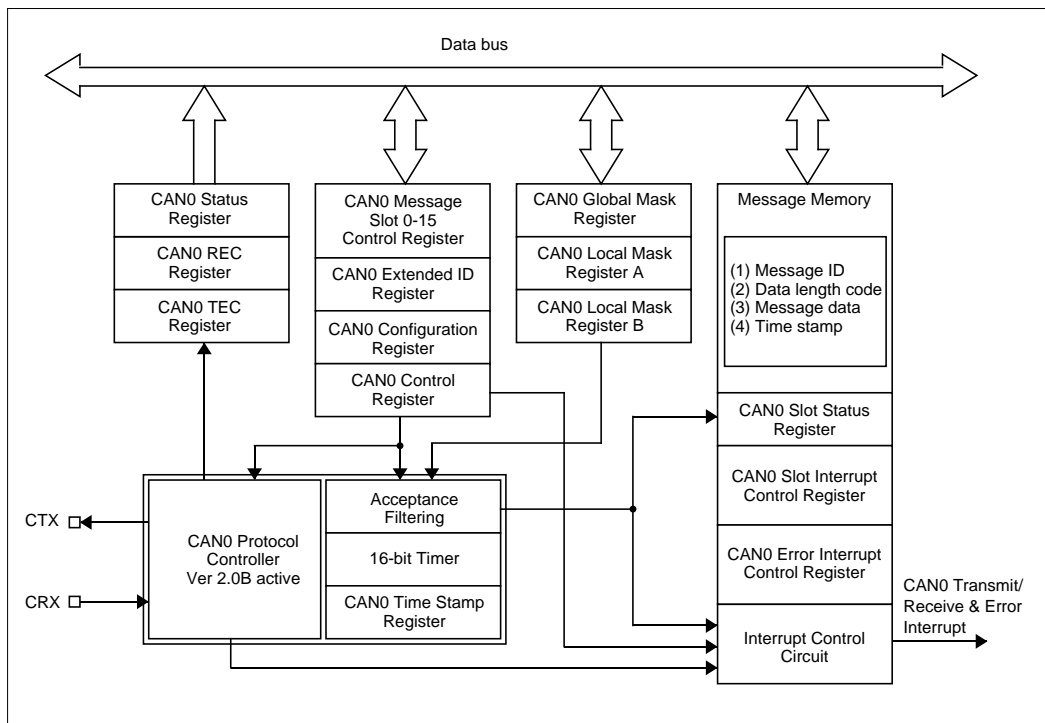 Data bus
CAN0 Status
Register
CAN0 REC
Register
CAN0 TEC
Register
CAN0 Message
Slot 0-15
Control Register
CAN0 Extended ID
Register
CAN0 Configuration
Register
CAN0 Control
Register
CAN0 Global Mask
Register
CAN0 Local Mask
Register A
CAN0 Local Mask
Register B
Message Memory
(1) Message ID
(2) Data length code
(3) Message data
(4) Time stamp
CAN0 Slot Status
Register
CAN0 Slot Interrupt
Control Register
CAN0 Error Interrupt
Control Register
Interrupt Control
Circuit
CTX
CRX
CAN0 Protocol
Controller
Ver 2.0B active
Acceptance
Filtering
16-bit Timer
CAN0 Time Stamp
Register
CAN0 Transmit/
Receive & Error
Interrupt